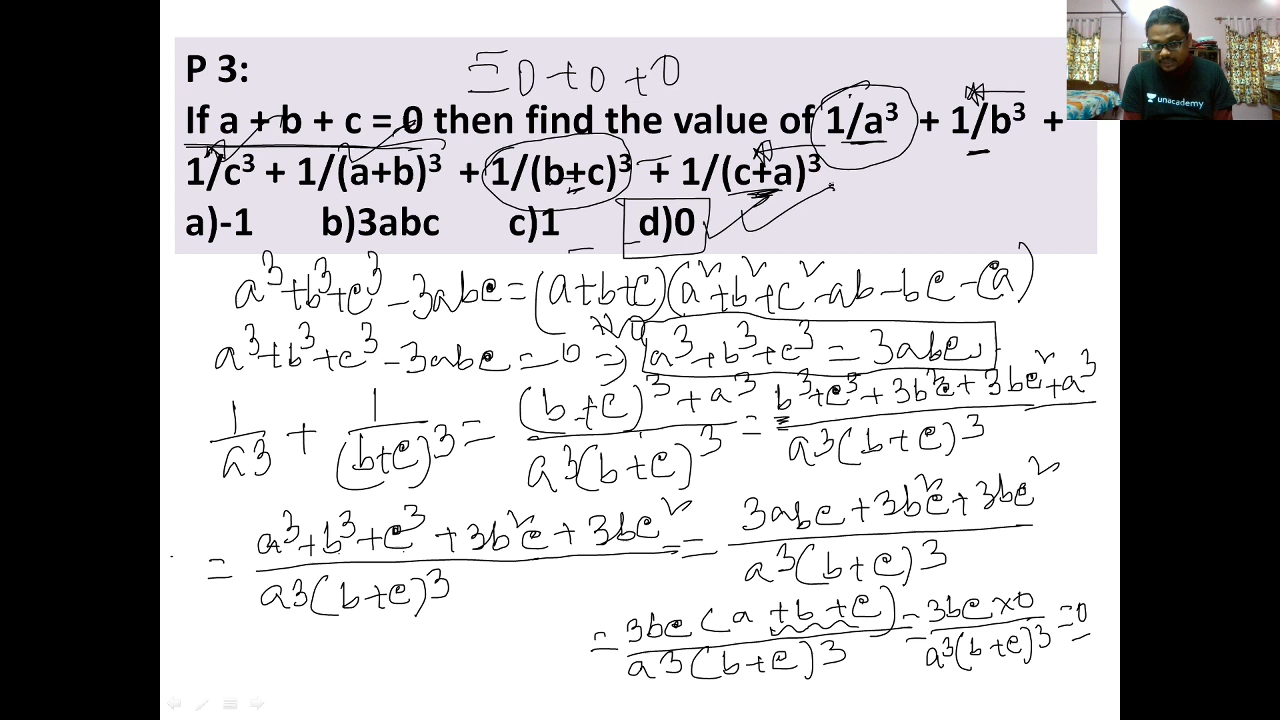 P 3:
= 0 + 0 + 0
If a + b + c = 0 then find the value of 1/a³ + 1/b³ +
1/c³ + 1/(a+b)³ + 1/(b+c)³ + 1/(c+a)³
a)-1 b)3abc c)1 d)0
a³+b³+c³ - 3abc = (a+b+c)(a²+b²+c²-ab-bc-ca)
a³+b³+c³ - 3abc = 0 ⇒ a³+b³+c³ = 3abc
1/a³ + 1/(b+c)³ = ((b+c)³ + a³)/(a³(b+c)³) = (b³+c³+3b²c+3bc²+a³)/(a³(b+c)³)
= (a³+b³+c³+3b²c+3bc²)/(a³(b+c)³) = (3abc+3b²c+3bc²)/(a³(b+c)³)
= 3bc(a+b+c)/(a³(b+c)³) = 3bc×0/(a³(b+c)³) = 0
unacademy